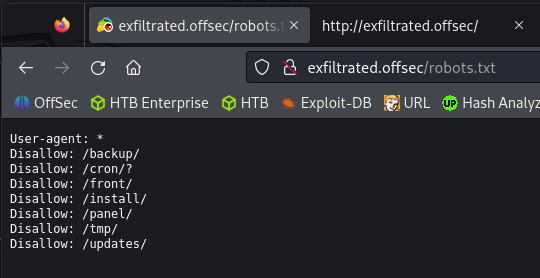 exfiltrated.offsec/robots.t
http://exfiltrated.offsec/
exfiltrated.offsec/robots.txt
OffSec HTB Enterprise HTB Exploit-DB URL Hash Analyz
User-agent: *
Disallow: /backup/
Disallow: /cron/?
Disallow: /front/
Disallow: /install/
Disallow: /panel/
Disallow: /tmp/
Disallow: /updates/